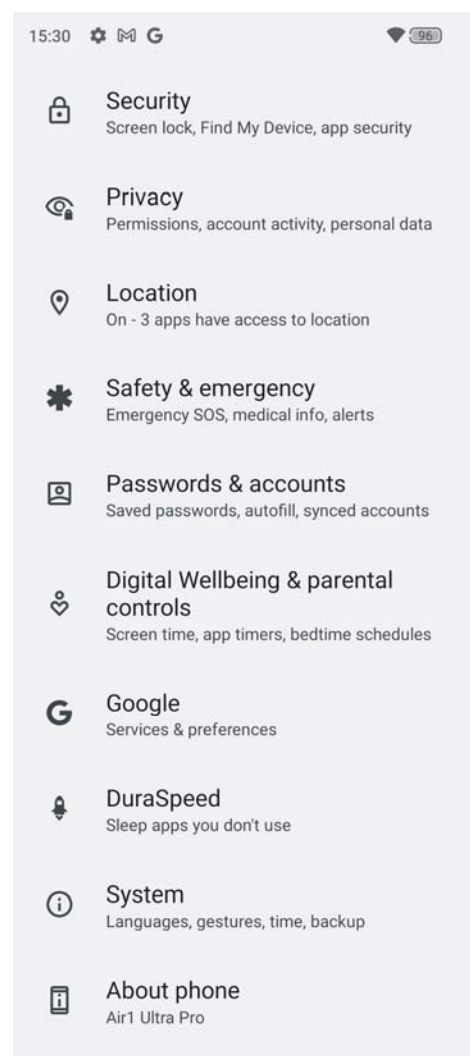 15:30 96
Security
Screen lock, Find My Device, app security
Privacy
Permissions, account activity, personal data
Location
On - 3 apps have access to location
Safety & emergency
Emergency SOS, medical info, alerts
Passwords & accounts
Saved passwords, autofill, synced accounts
Digital Wellbeing & parental
controls
Screen time, app timers, bedtime schedules
Google
Services & preferences
DuraSpeed
Sleep apps you don't use
System
Languages, gestures, time, backup
About phone
Air1 Ultra Pro